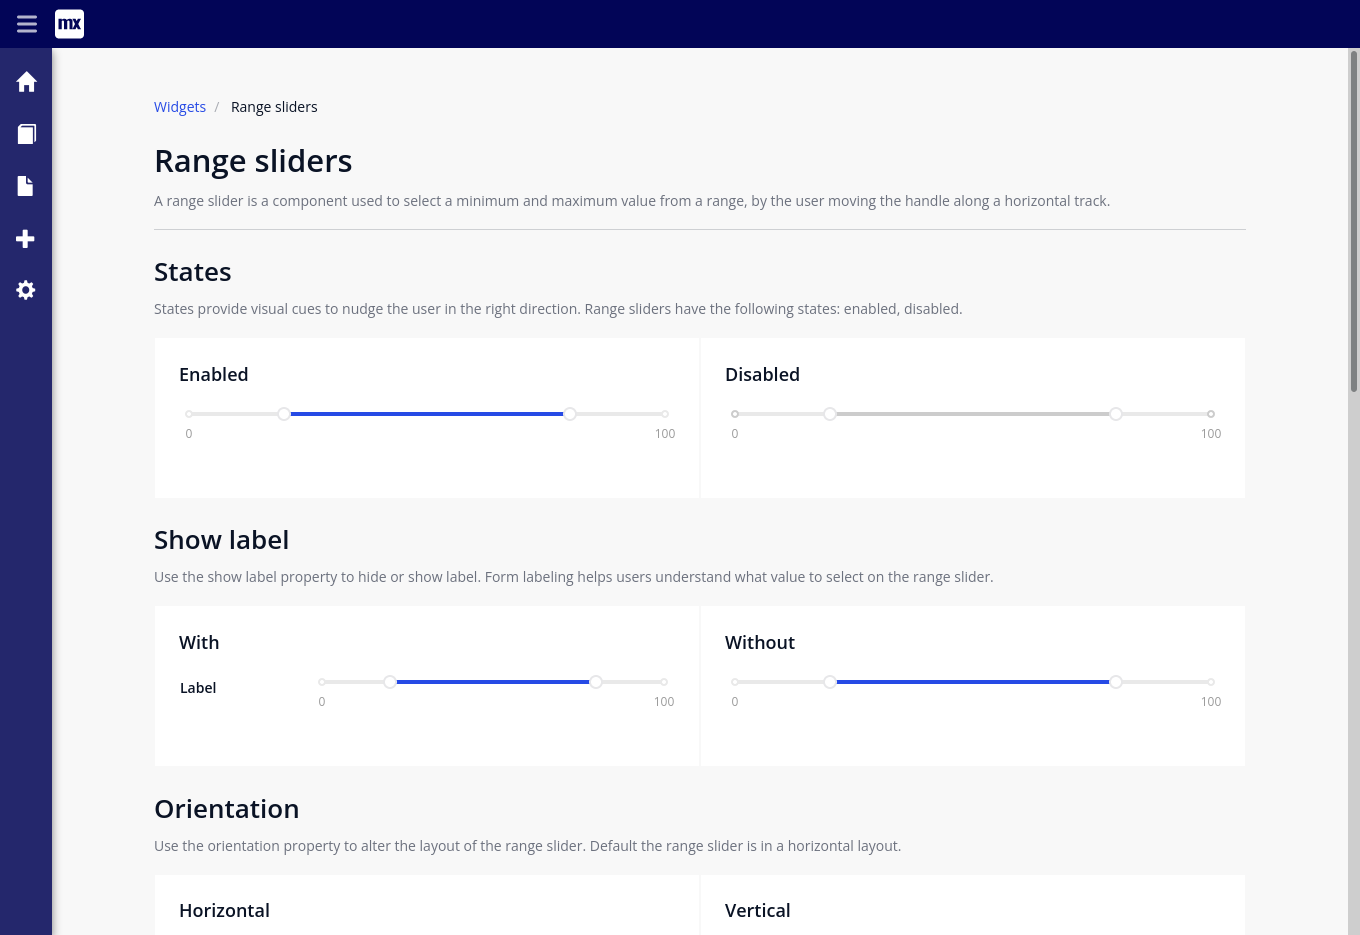 mx
Widgets / Range sliders
Range sliders
A range slider is a component used to select a minimum and maximum value from a range, by the user moving the handle along a horizontal track.
States
States provide visual cues to nudge the user in the right direction. Range sliders have the following states: enabled, disabled.
Enabled
0 100
Disabled
0 100
Show label
Use the show label property to hide or show label. Form labeling helps users understand what value to select on the range slider.
With
Label
0 100
Without
0 100
Orientation
Use the orientation property to alter the layout of the range slider. Default the range slider is in a horizontal layout.
Horizontal
Vertical